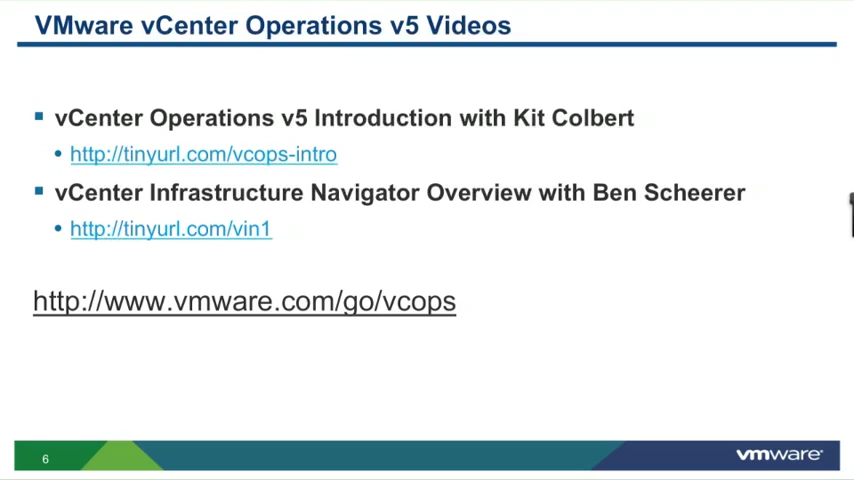 VMware vCenter Operations v5 Videos
vCenter Operations v5 Introduction with Kit Colbert
http://tinyurl.com/vcops-intro
vCenter Infrastructure Navigator Overview with Ben Scheerer
http://tinyurl.com/vin1
http://www.vmware.com/go/vcops
6
vmware®